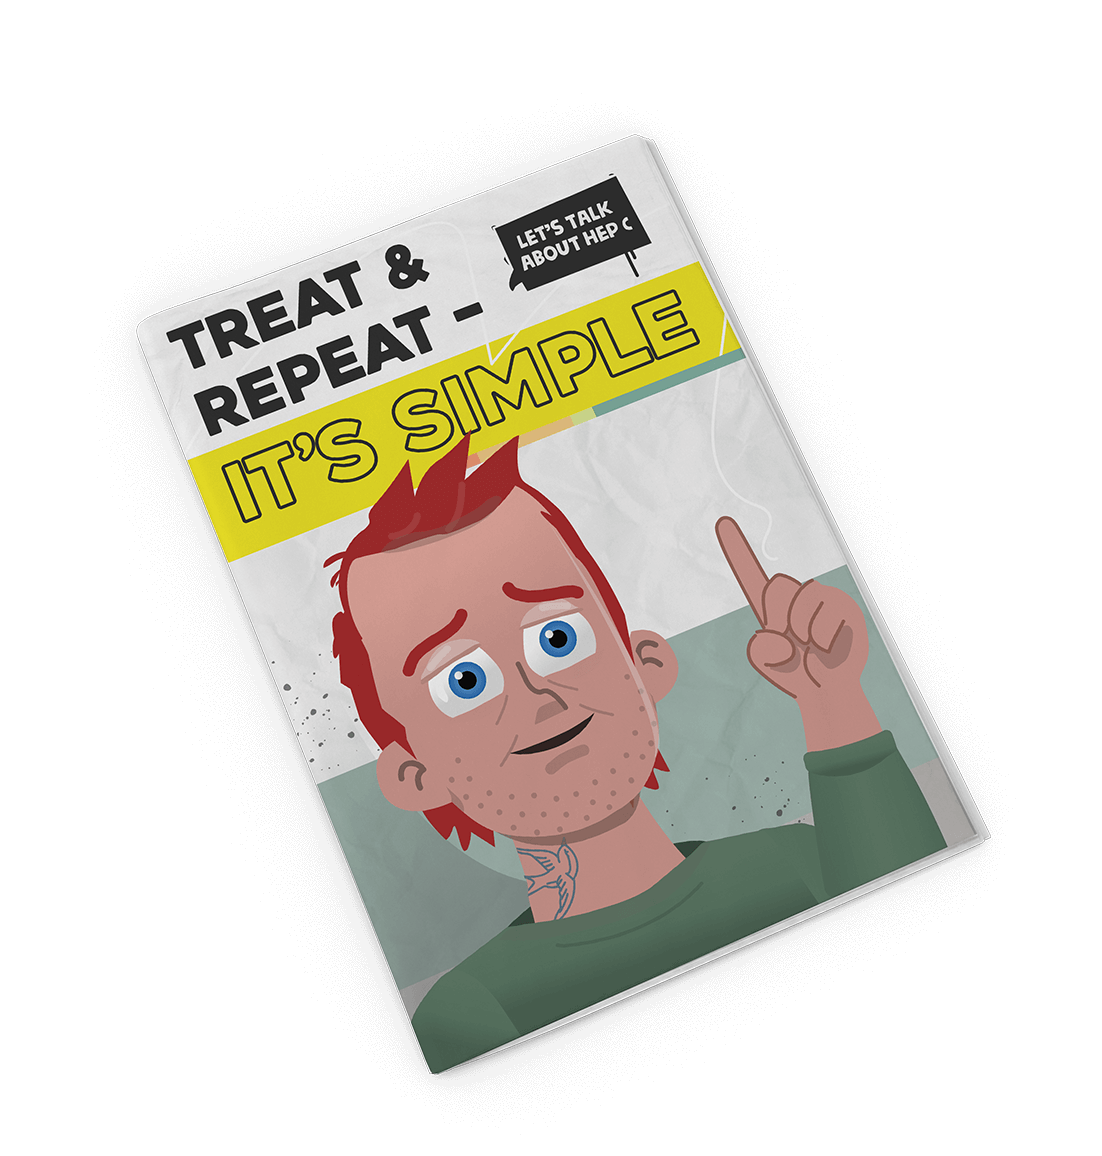 TREAT &
REPEAT -
IT'S SIMPLE
LET'S TALK
ABOUT HEP C